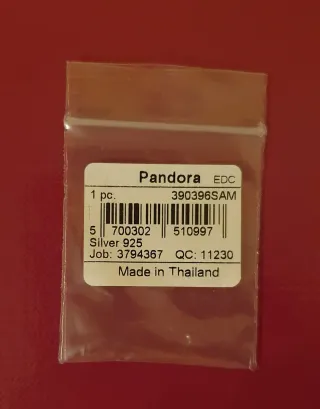 Pandora EDC
1 pc. 390396SAM
5 700302 510997
Silver 925
Job: 3794367 QC: 11230
Made in Thailand